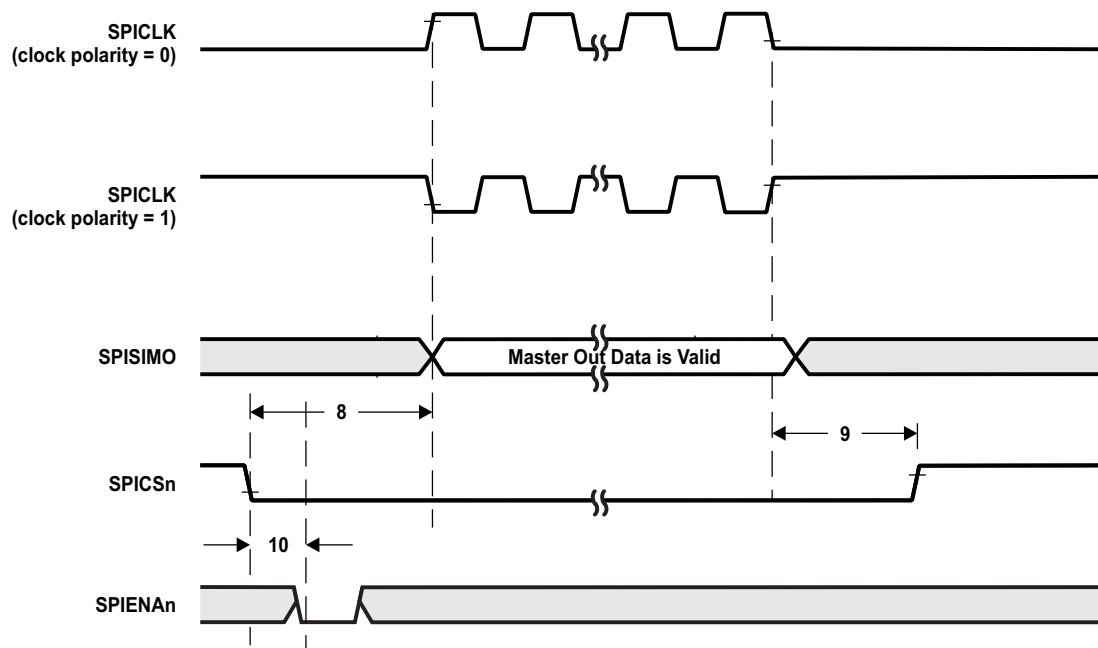 SPICLK
(clock polarity = 0)
SPICLK
(clock polarity = 1)
SPISIMO
Master Out Data is Valid
8
9
SPICSn
10
SPIENAn